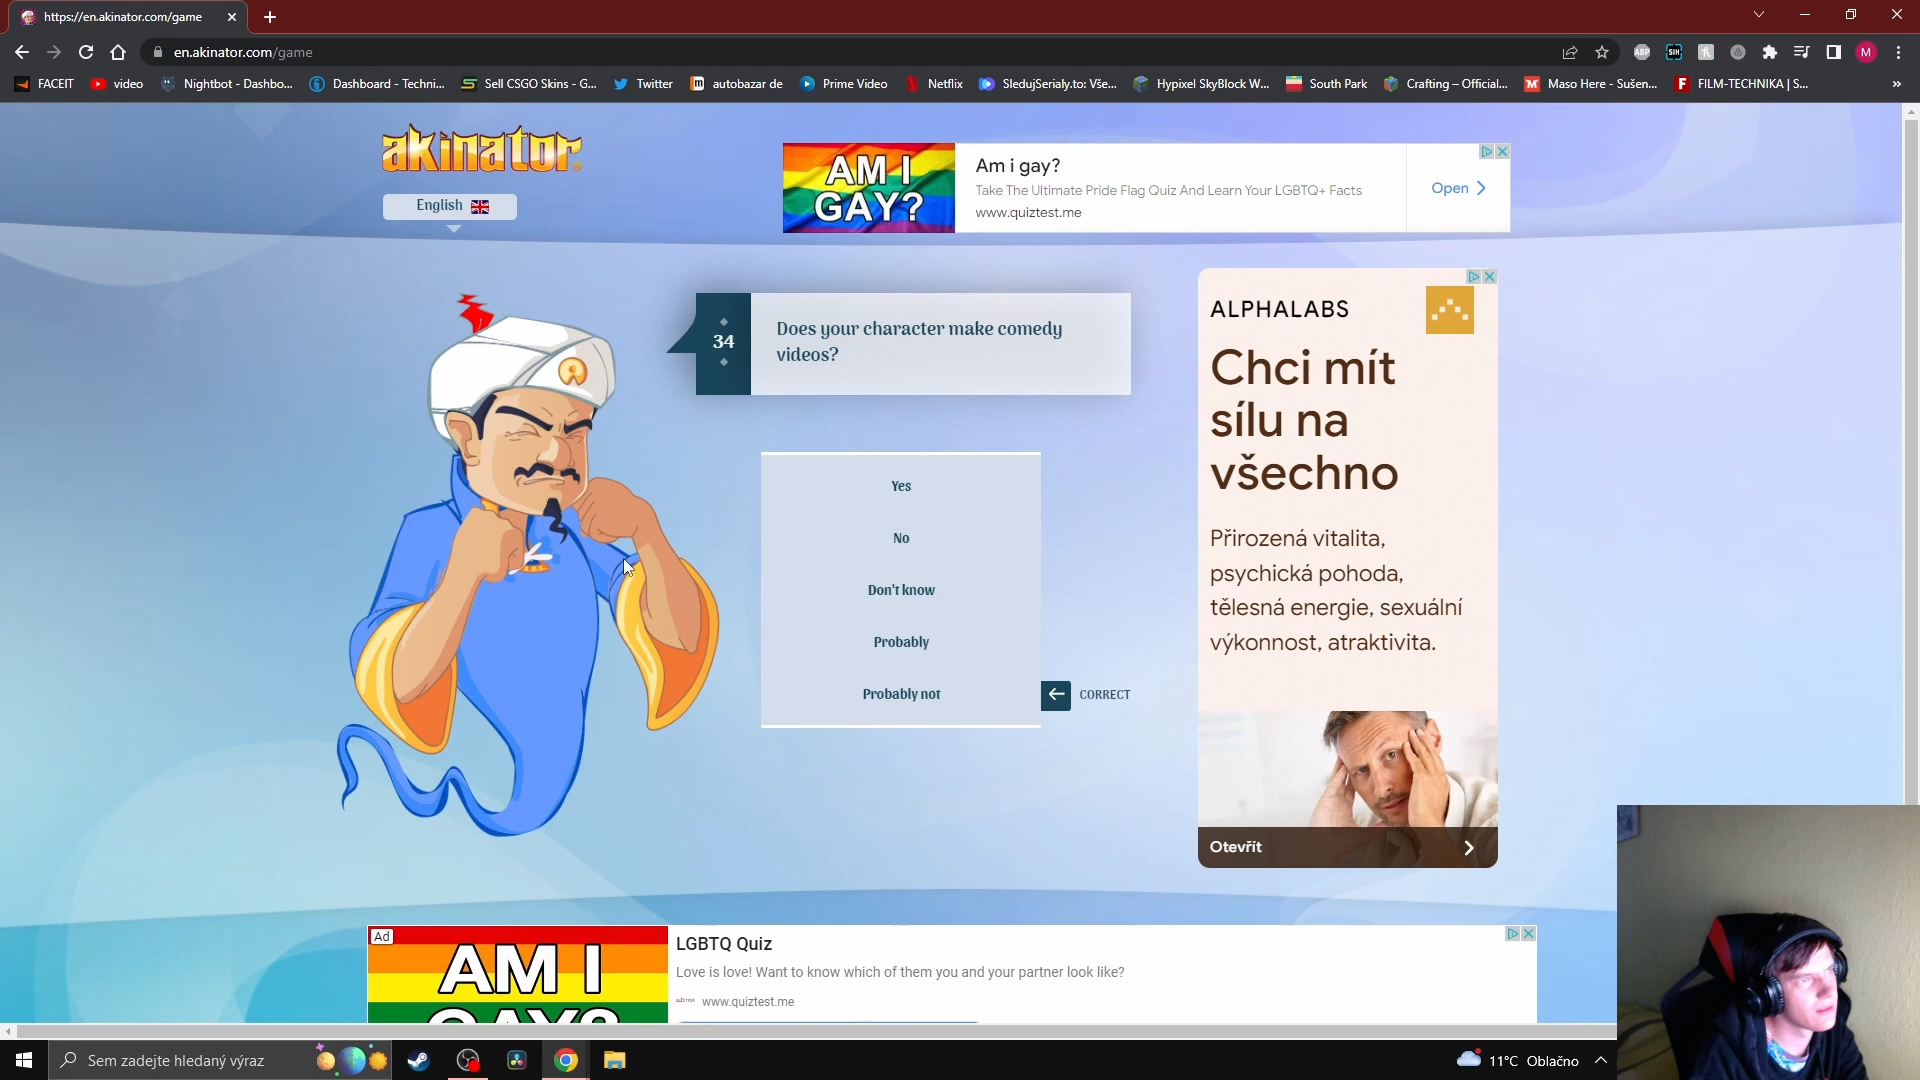 https://en.akinator.com/game
en.akinator.com/game
FACEIT
video
Nightbot - Dashbo...
Dashboard - Techni...
Sell CSGO Skins - G...
Twitter
autobazar de
Prime Video
Netflix
SledujSerialy.to: Vše...
Hypixel SkyBlock W...
South Park
Crafting – Official...
Maso Here - Sušen...
FILM-TECHNIKA | S...
akinator
English
AM I
GAY?
Am i gay?
Take The Ultimate Pride Flag Quiz And Learn Your LGBTQ+ Facts
www.quiztest.me
Open
34
Does your character make comedy
videos?
Yes
No
Don't know
Probably
Probably not
CORRECT
ALPHALABS
Chci mít
sílu na
všechno
Přirozená vitalita,
psychická pohoda,
tělesná energie, sexuální
výkonnost, atraktivita.
Otevřít
Ad
AM I
GAY?
LGBTQ Quiz
Love is love! Want to know which of them you and your partner look like?
www.quiztest.me
Sem zadejte hledaný výraz
11°C Oblačno